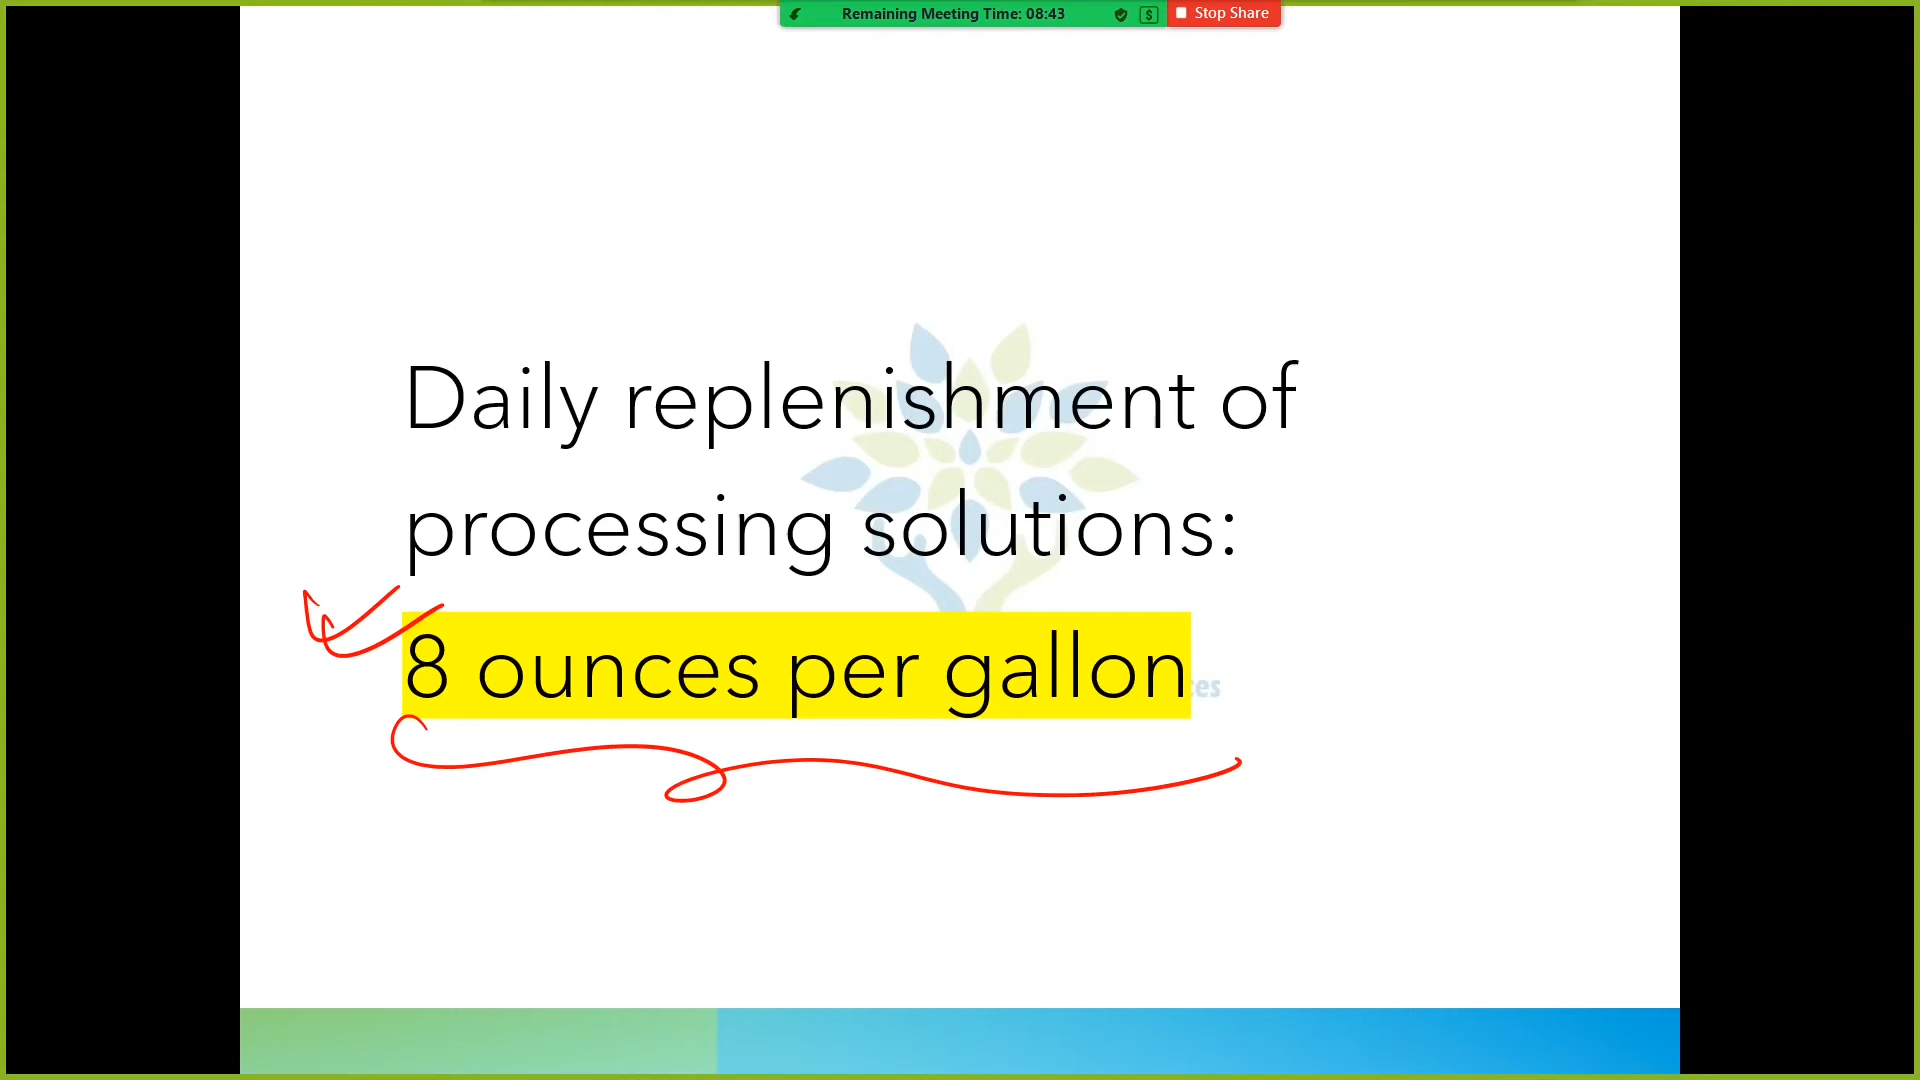 Remaining Meeting Time: 08:43
Stop Share
Daily replenishment of
processing solutions:
8 ounces per gallon